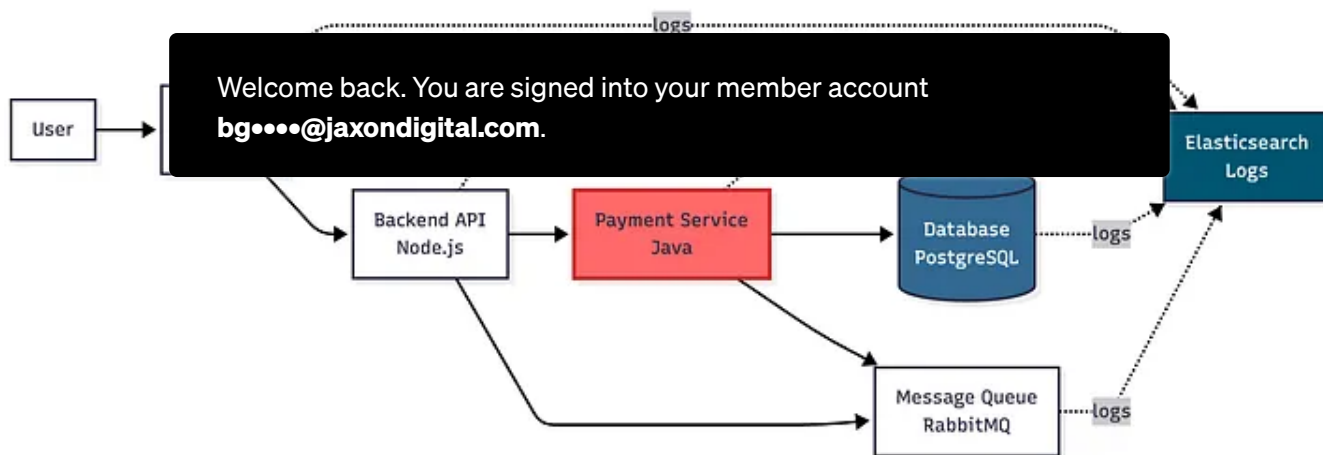 logs
Welcome back. You are signed into your member account
bg••••@jaxondigital.com.
User
Elasticsearch
Logs
Backend API
Node.js
Payment Service
Java
Database
PostgreSQL
logs
Message Queue
RabbitMQ
logs